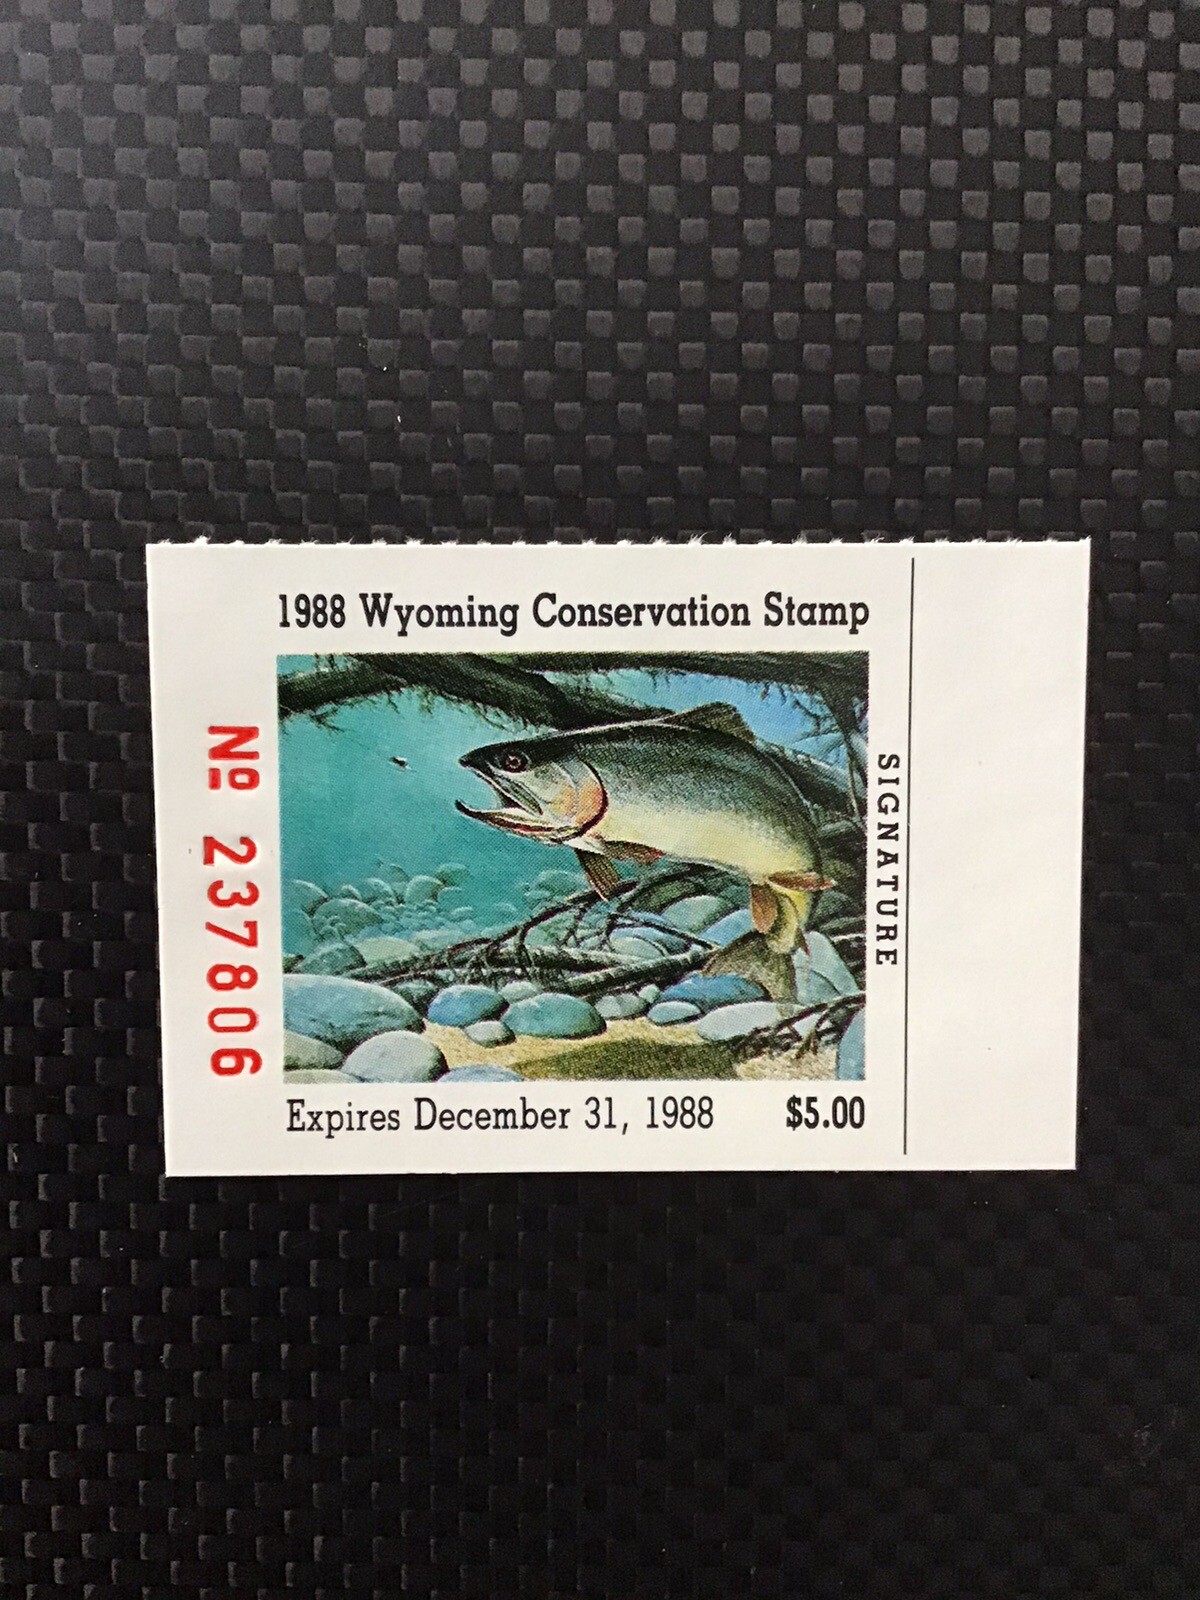 1988 Wyoming Conservation Stamp
Nº 237806
SIGNATURE
Expires December 31, 1988 $5.00